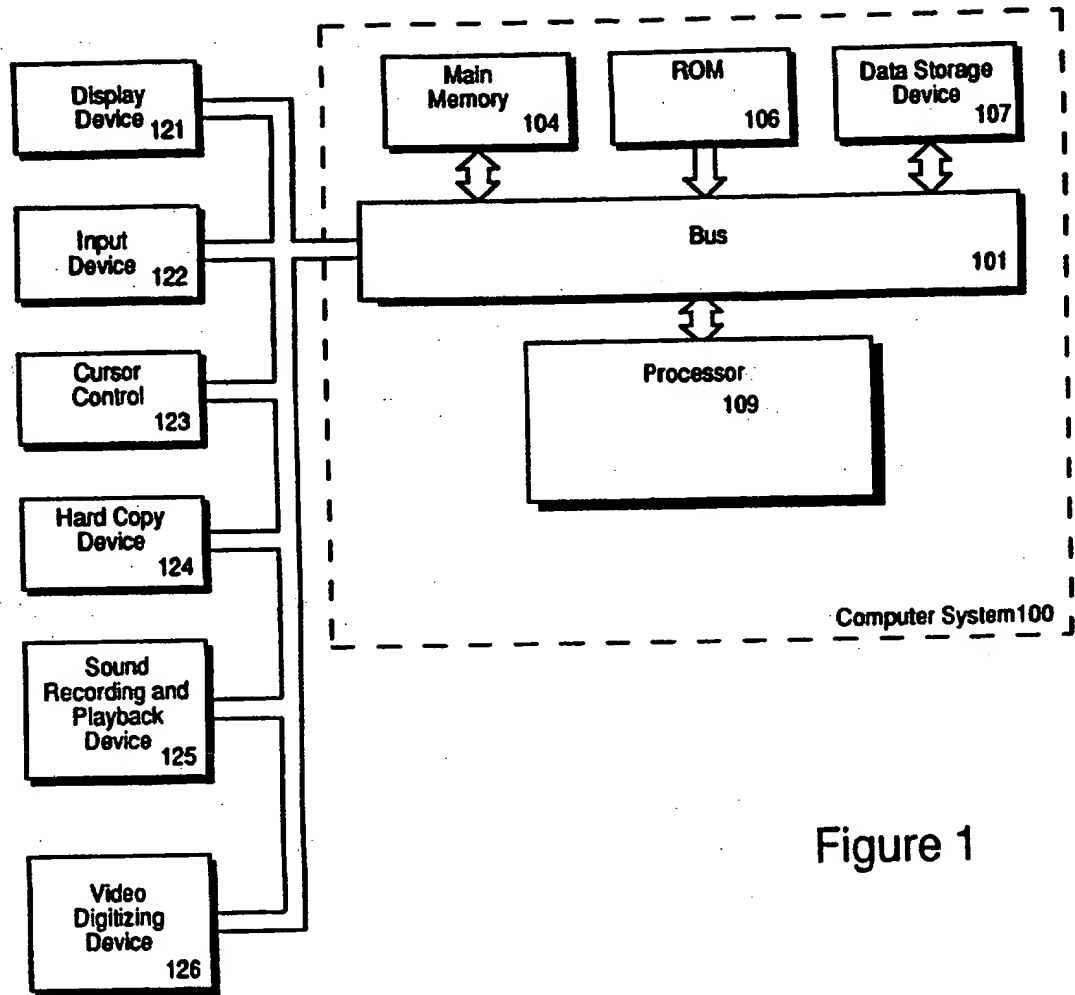 Display
Device
121
Input
Device
122
Cursor
Control
123
Hard Copy
Device
124
Sound
Recording and
Playback
Device
125
Video
Digitizing
Device
126
Main
Memory
104
ROM
106
Data Storage
Device
107
Bus
101
Processor
109
Computer System100
Figure 1